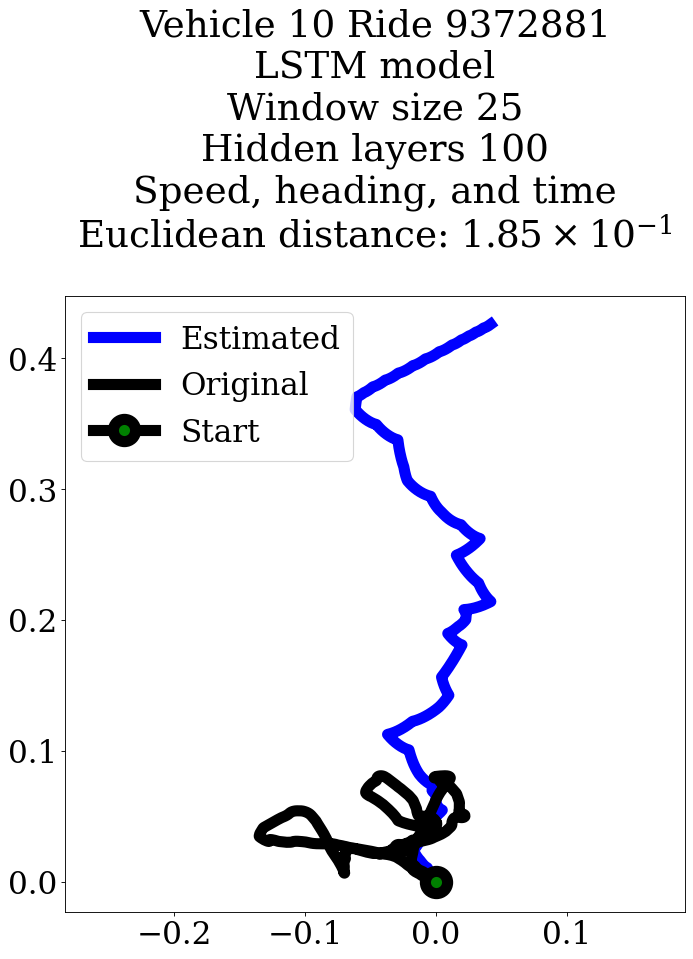 Vehicle 10 Ride 9372881
LSTM model
Window size 25
Hidden layers 100
Speed, heading, and time
Euclidean distance: 1.85 × 10⁻¹
Estimated
Original
Start
0.4
0.3
0.2
0.1
0.0
−0.2 −0.1 0.0 0.1